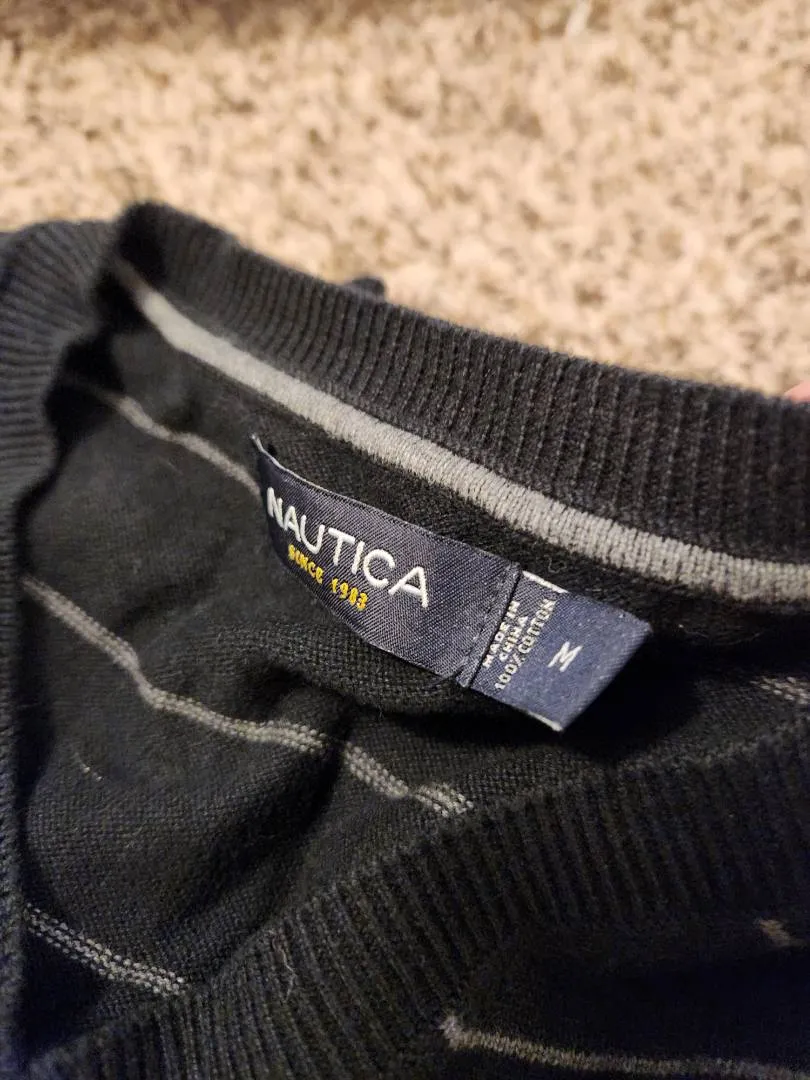 NAUTICA
SINCE 1983
MADE IN
CHINA
100% COTTON
M